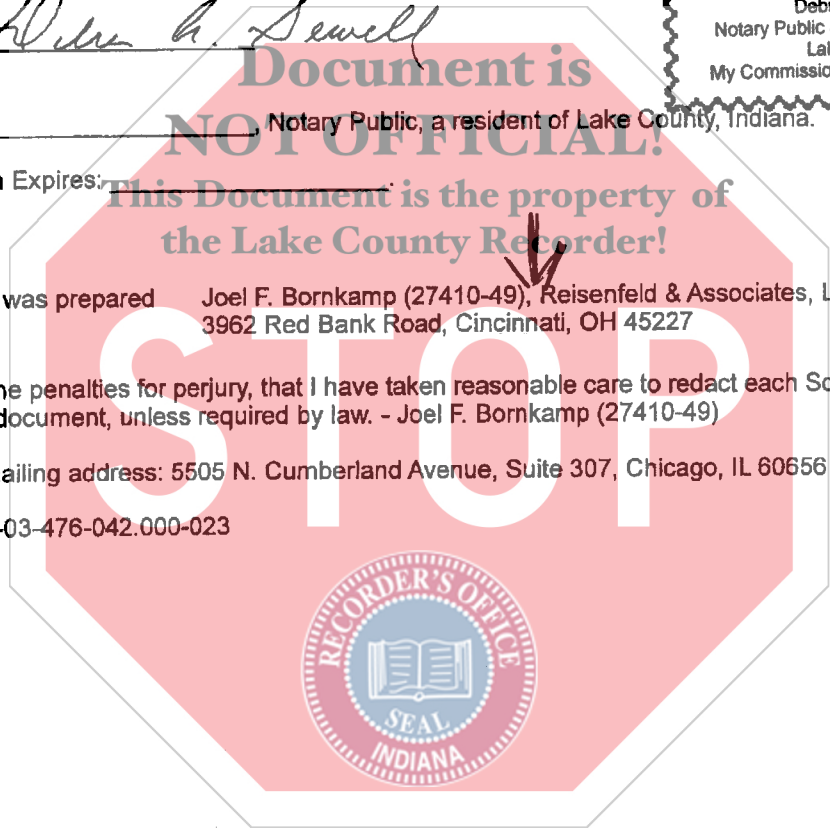 Debra A. Sewell
Deb
Notary Public
La
My Commissio
Document is
NOT OFFICIAL!
This Document is the property of
the Lake County Recorder!
, Notary Public, a resident of Lake County, Indiana.
Expires:
was prepared Joel F. Bornkamp (27410-49), Reisenfeld & Associates, L
3962 Red Bank Road, Cincinnati, OH 45227
he penalties for perjury, that I have taken reasonable care to redact each So
document, unless required by law. - Joel F. Bornkamp (27410-49)
ailing address: 5505 N. Cumberland Avenue, Suite 307, Chicago, IL 60656
-03-476-042.000-023
STOP
RECORDER'S OFFICE
SEAL
INDIANA